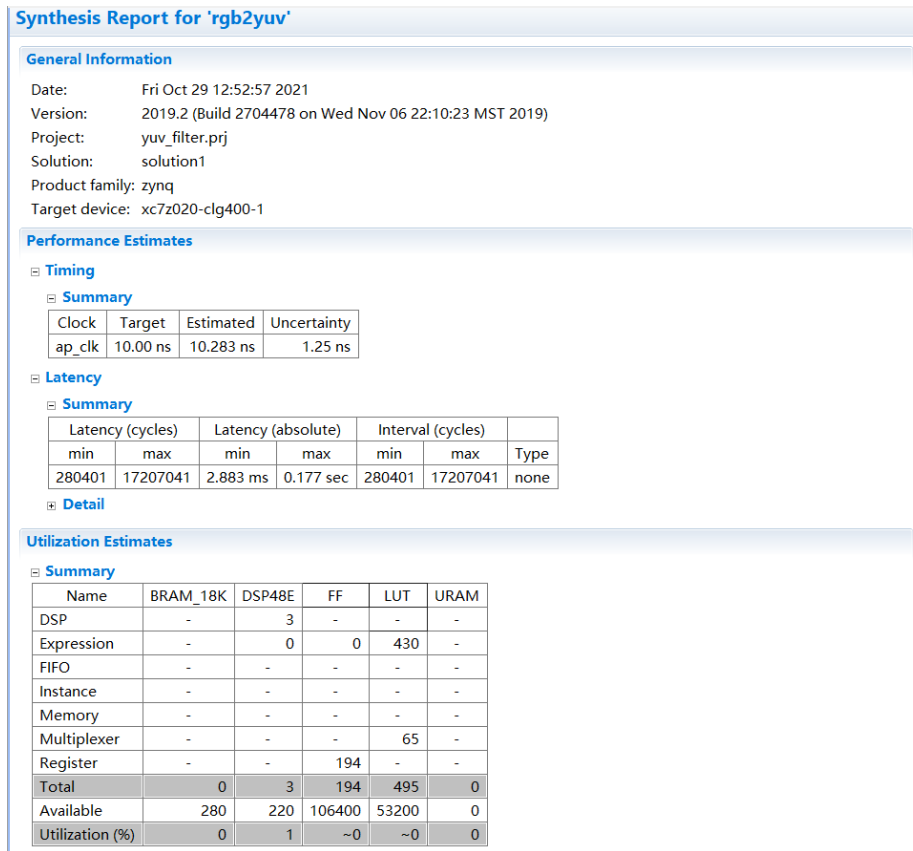 Synthesis Report for 'rgb2yuv'
General Information
Date: Fri Oct 29 12:52:57 2021
Version: 2019.2 (Build 2704478 on Wed Nov 06 22:10:23 MST 2019)
Project: yuv_filter.prj
Solution: solution1
Product family: zynq
Target device: xc7z020-clg400-1
Performance Estimates
Timing
Summary
Clock Target Estimated Uncertainty
ap_clk 10.00 ns 10.283 ns 1.25 ns
Latency
Summary
Latency (cycles) Latency (absolute) Interval (cycles)
min max min max min max Type
280401 17207041 2.883 ms 0.177 sec 280401 17207041 none
Detail
Utilization Estimates
Summary
Name BRAM_18K DSP48E FF LUT URAM
DSP - 3 - - -
Expression - 0 0 430 -
FIFO - - - - -
Instance - - - - -
Memory - - - - -
Multiplexer - - - 65 -
Register - - 194 - -
Total 0 3 194 495 0
Available 280 220 106400 53200 0
Utilization (%) 0 1 ~0 ~0 0